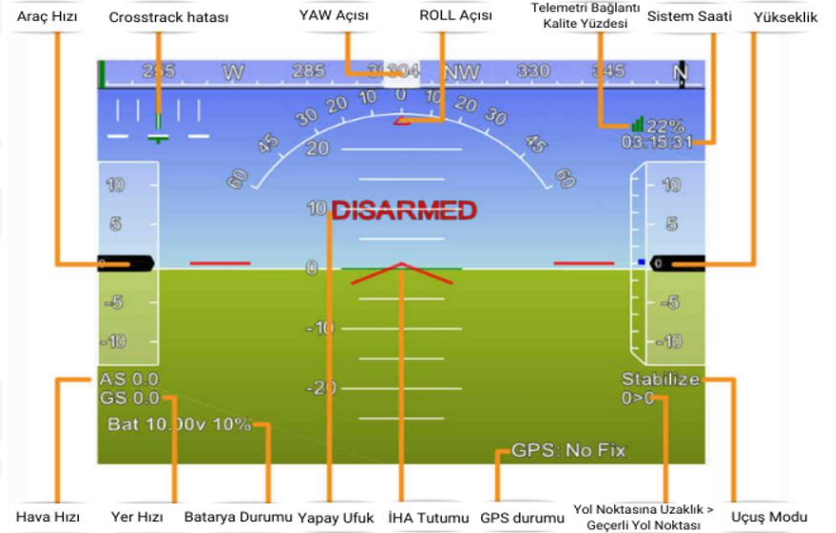 Araç Hızı
Crosstrack hatası
YAW Açısı
ROLL Açısı
Telemetri Bağlantı
Kalite Yüzdesi
Sistem Saati
Yükseklik
W 285 304 NW 330 345 N
60 45 30 20 10 0 10 20 30 45 60
22%
03:15:31
20
10 DISARMED
0
-10
-20
10
5
0
-5
-10
10
5
0
-5
-10
AS 0.0
GS 0.0
Bat 10.00v 10%
Stabilize
0>0
GPS: No Fix
Hava Hızı
Yer Hızı
Batarya Durumu
Yapay Ufuk
İHA Tutumu
GPS durumu
Yol Noktasına Uzaklık >
Geçerli Yol Noktası
Uçuş Modu